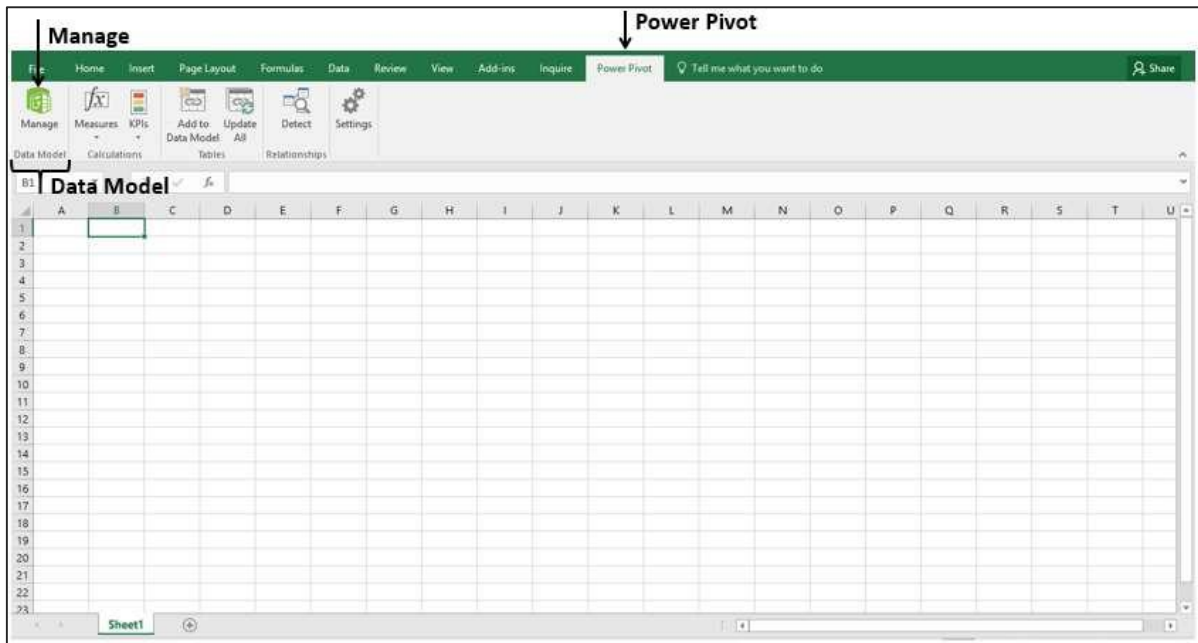 Power Pivot
Manage
File Home Insert Page Layout Formulas Data Review View Add-ins Inquire Power Pivot Tell me what you want to do Share
Manage Measures KPIs Add to Data Model Update All Detect Settings
Data Model Calculations Tables Relationships
B1 Data Model fx
A B C D E F G H I J K L M N O P Q R S T U
1
2
3
4
5
6
7
8
9
10
11
12
13
14
15
16
17
18
19
20
21
22
23
Sheet1